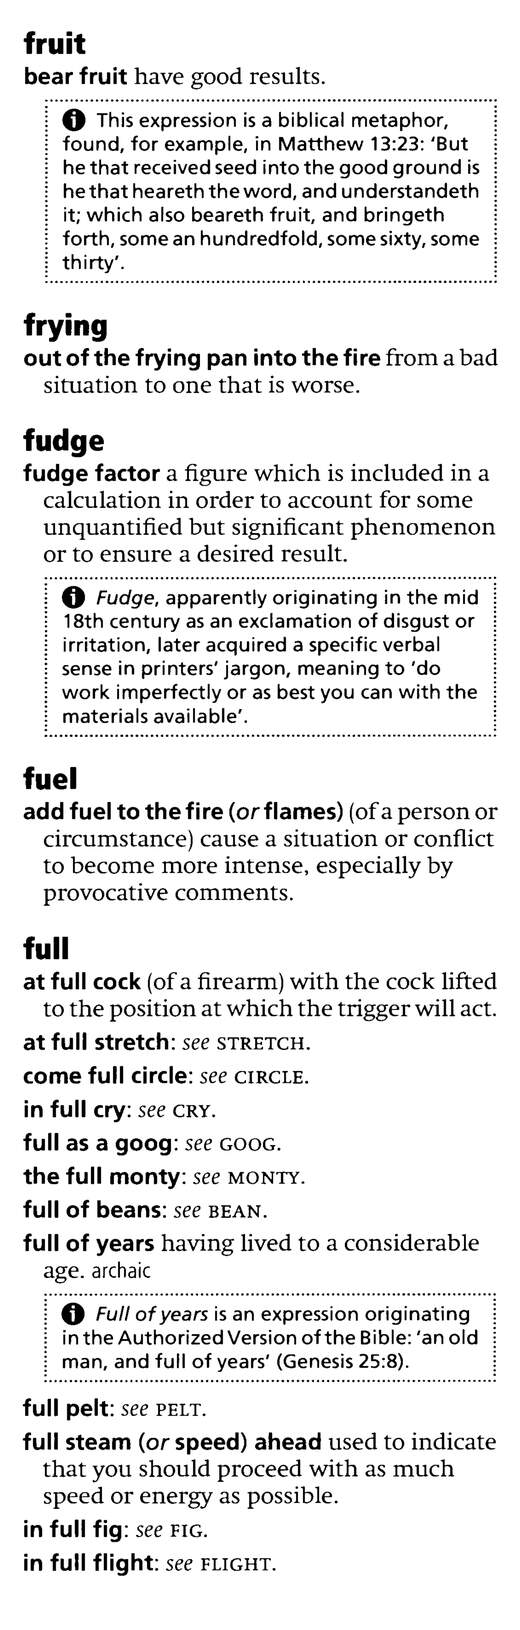 fruit
bear fruit have good results.
ℹ This expression is a biblical metaphor,
found, for example, in Matthew 13:23: ‘But
he that received seed into the good ground is
he that heareth the word, and understandeth
it; which also beareth fruit, and bringeth
forth, some an hundredfold, some sixty, some
thirty’.
frying
out of the frying pan into the fire from a bad
situation to one that is worse.
fudge
fudge factor a figure which is included in a
calculation in order to account for some
unquantified but significant phenomenon
or to ensure a desired result.
ℹ Fudge, apparently originating in the mid
18th century as an exclamation of disgust or
irritation, later acquired a specific verbal
sense in printers’ jargon, meaning to ‘do
work imperfectly or as best you can with the
materials available’.
fuel
add fuel to the fire (or flames) (of a person or
circumstance) cause a situation or conflict
to become more intense, especially by
provocative comments.
full
at full cock (of a firearm) with the cock lifted
to the position at which the trigger will act.
at full stretch: see STRETCH.
come full circle: see CIRCLE.
in full cry: see CRY.
full as a goog: see GOOG.
the full monty: see MONTY.
full of beans: see BEAN.
full of years having lived to a considerable
age. archaic
ℹ Full of years is an expression originating
in the Authorized Version of the Bible: ‘an old
man, and full of years’ (Genesis 25:8).
full pelt: see PELT.
full steam (or speed) ahead used to indicate
that you should proceed with as much
speed or energy as possible.
in full fig: see FIG.
in full flight: see FLIGHT.